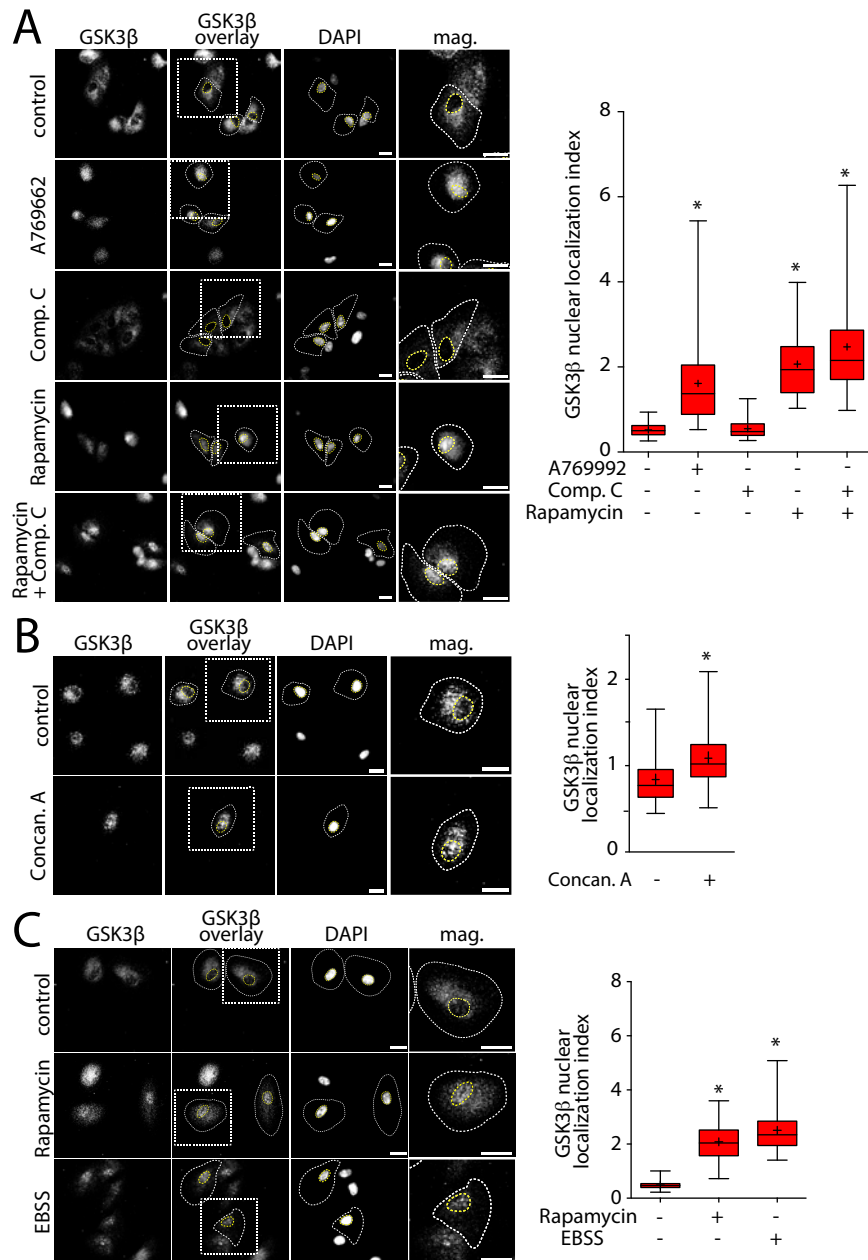 A
GSK3β
GSK3β overlay
DAPI
mag.
control
A769662
Comp. C
Rapamycin
Rapamycin + Comp. C
GSK3β nuclear localization index
8
6
4
2
0
*
*
*
*
A769992 - + - - -
Comp. C - - + - +
Rapamycin - - - + +
B
GSK3β
GSK3β overlay
DAPI
mag.
control
Concan. A
GSK3β nuclear
localization index
2
1
0
*
Concan. A - +
C
GSK3β
GSK3β overlay
DAPI
mag.
control
Rapamycin
EBSS
GSK3β nuclear
localization index
8
6
4
2
0
*
*
Rapamycin - + -
EBSS - - +